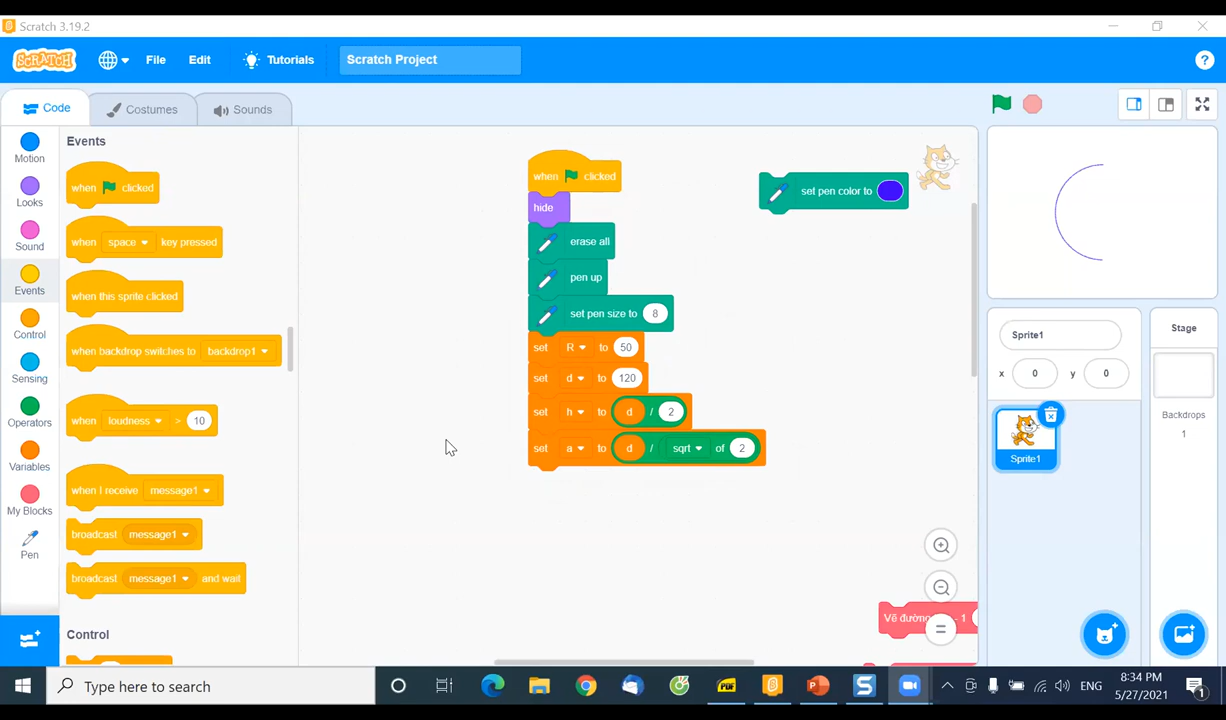 Scratch 3.19.2
SCRATCH
File
Edit
Tutorials
Scratch Project
?
Code
Costumes
Sounds
Motion
Looks
Sound
Events
Control
Sensing
Operators
Variables
My Blocks
Pen
Events
when clicked
when space key pressed
when this sprite clicked
when backdrop switches to backdrop1
when loudness > 10
when I receive message1
broadcast message1
broadcast message1 and wait
Control
when clicked
hide
erase all
pen up
set pen size to 8
set R to 50
set d to 120
set h to d / 2
set a to d / sqrt of 2
set pen color to
Vẽ đường
- 1
Sprite1
x 0 y 0
Sprite1
Stage
Backdrops
1
Type here to search
PDF
S
ENG
8:34 PM
5/27/2021
1